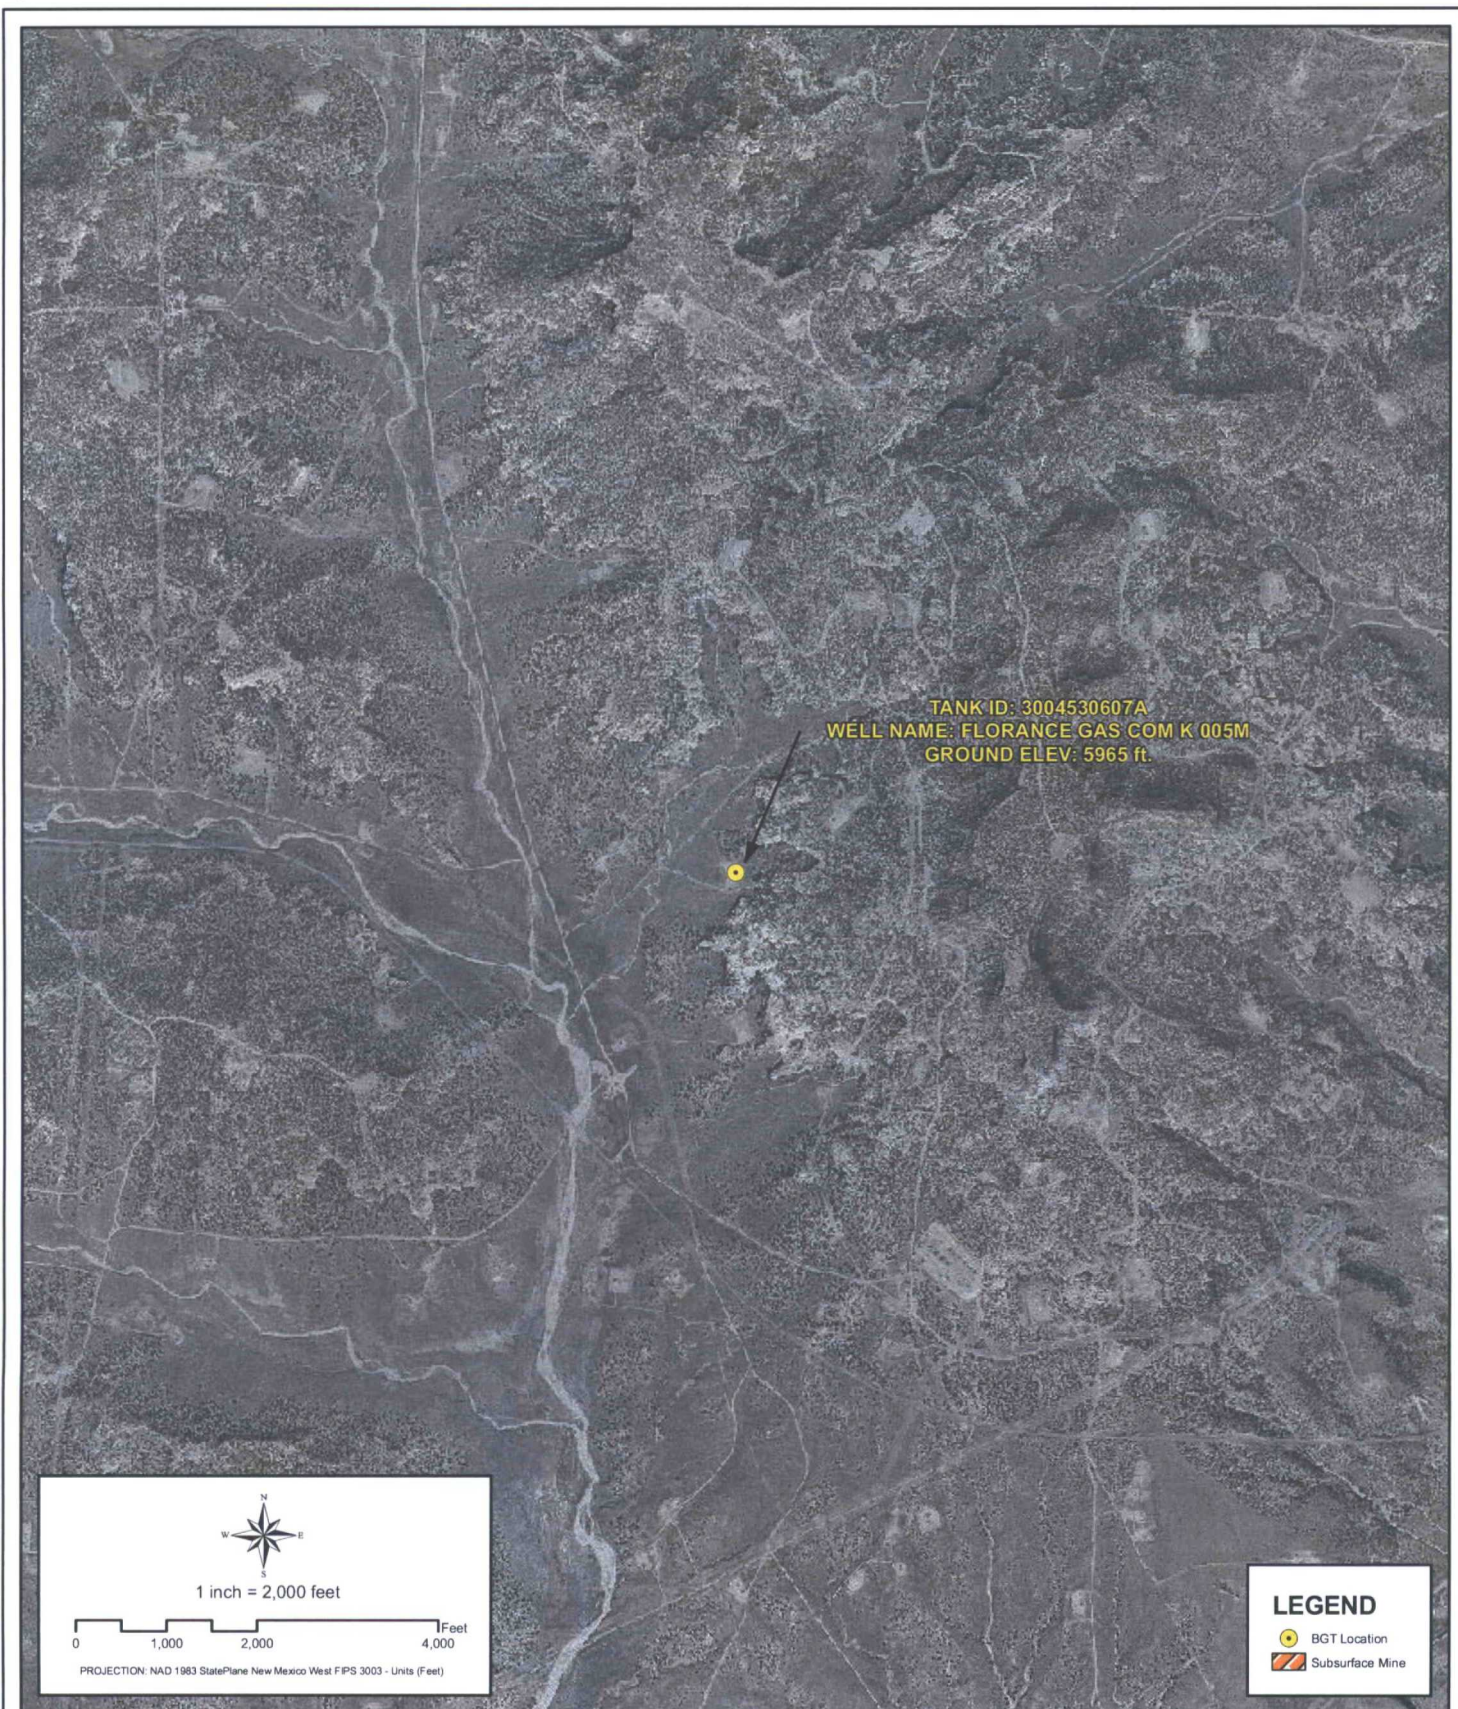 TANK ID: 3004530607A
WELL NAME: FLORANCE GAS COM K 005M
GROUND ELEV: 5965 ft.
N
W E
S
1 inch = 2,000 feet
Feet
0 1,000 2,000 4,000
PROJECTION: NAD 1983 StatePlane New Mexico West FIPS 3003 - Units (Feet)
LEGEND
BGT Location
Subsurface Mine